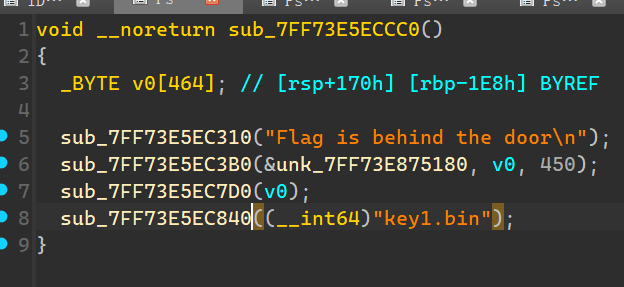 1 void __noreturn sub_7FF73E5ECCC0()
2 {
3 _BYTE v0[464]; // [rsp+170h] [rbp-1E8h] BYREF
4
5 sub_7FF73E5EC310("Flag is behind the door\n");
6 sub_7FF73E5EC3B0(&unk_7FF73E875180, v0, 450);
7 sub_7FF73E5EC7D0(v0);
8 sub_7FF73E5EC840((__int64)"key1.bin");
9 }